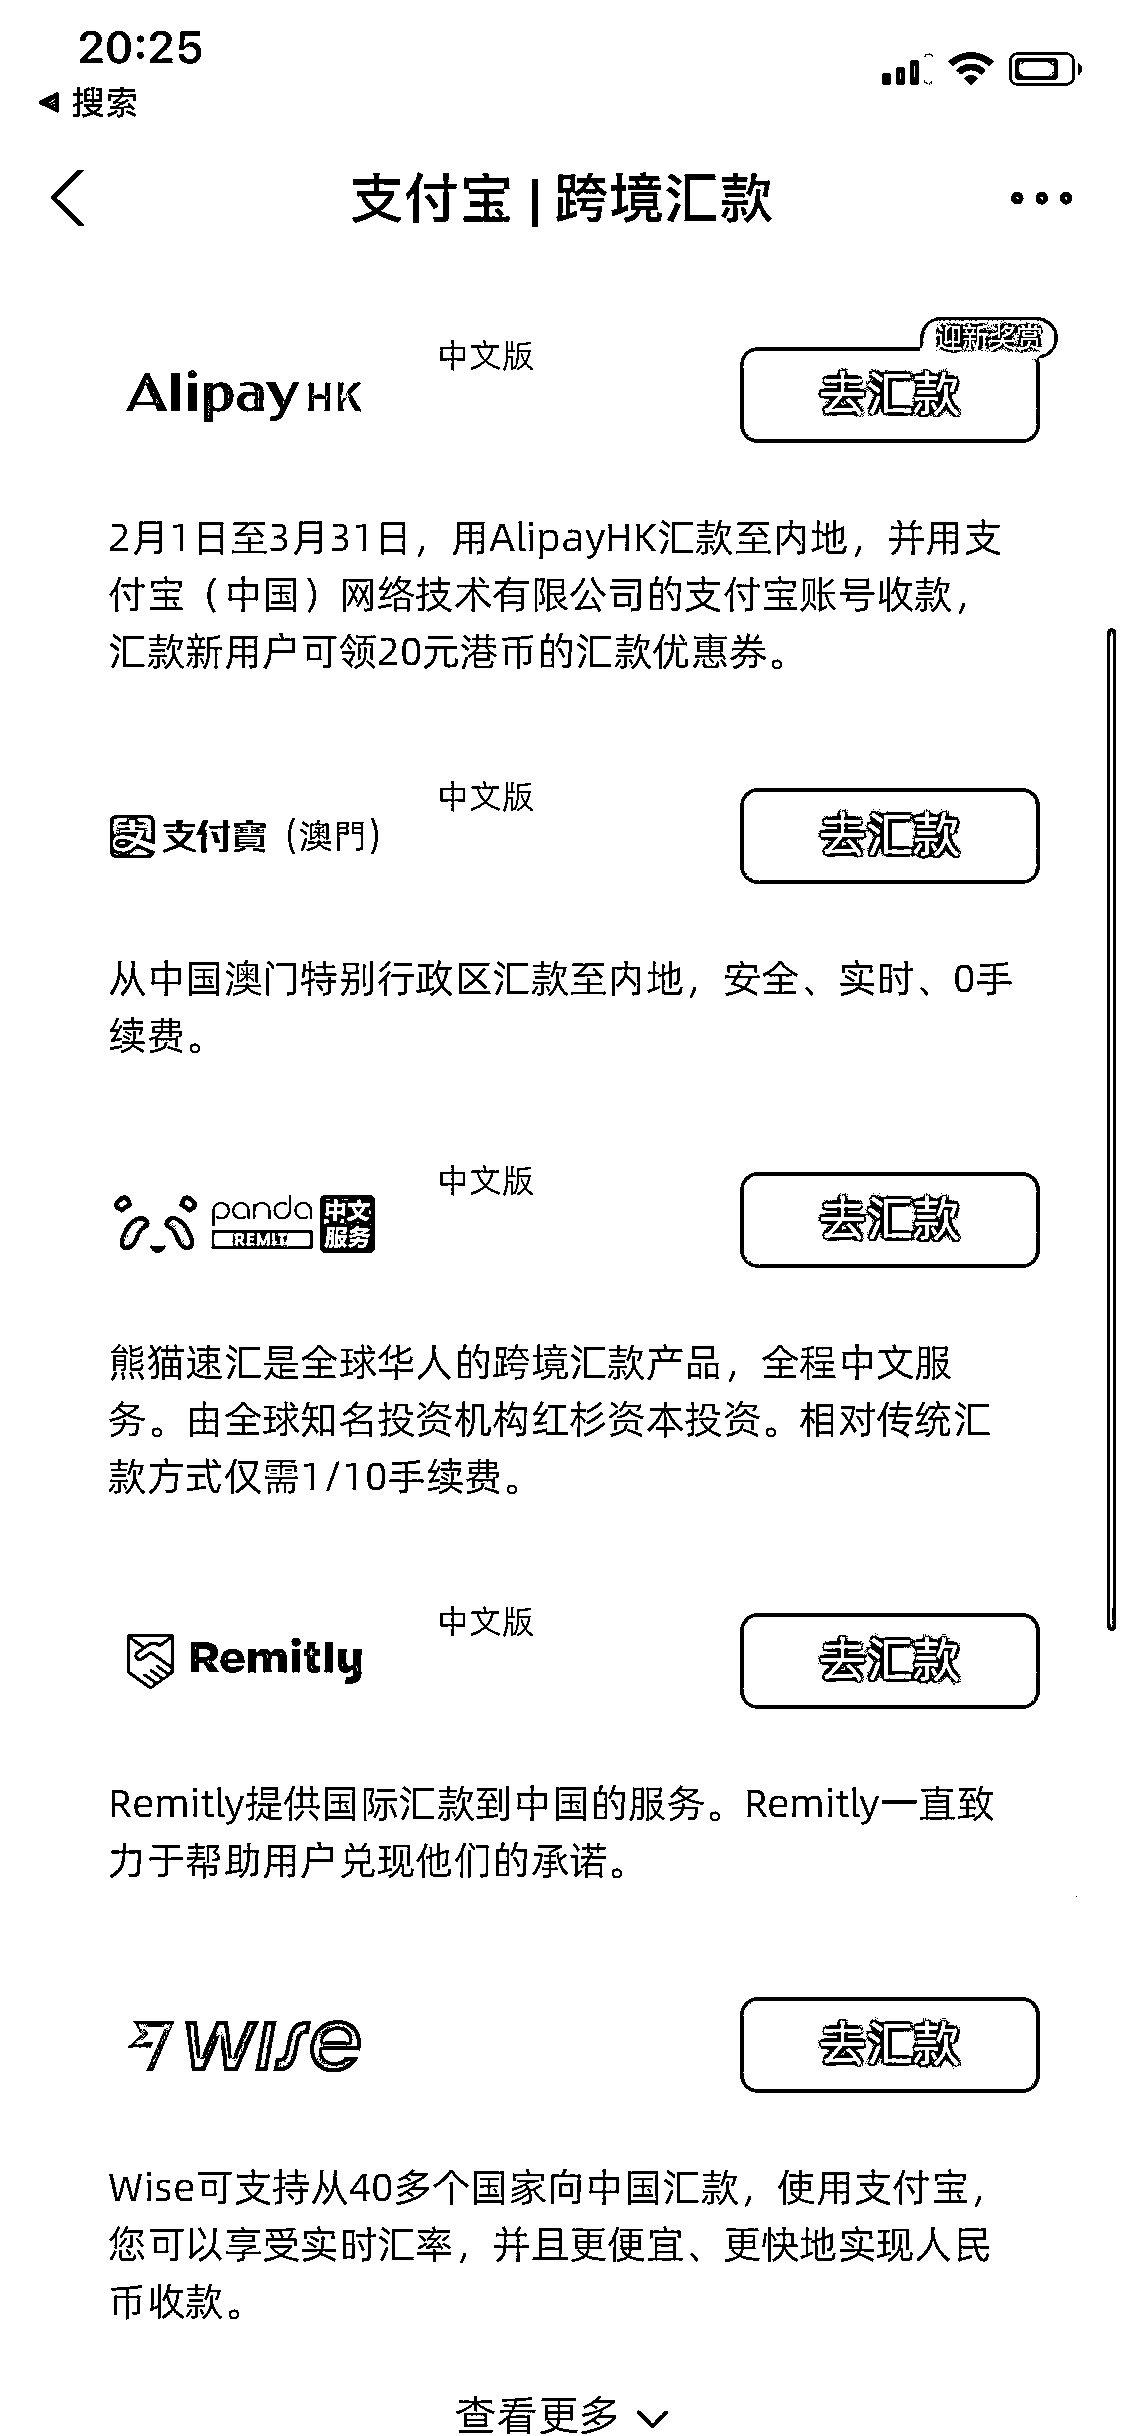 20:25
搜索
支付宝 | 跨境汇款
迎新奖赏
中文版
Alipay HK
去汇款
2月1日至3月31日，用AlipayHK汇款至内地，并用支
付宝（中国）网络技术有限公司的支付宝账号收款，
汇款新用户可领20元港币的汇款优惠券。
中文版
支 支付寶（澳門）
去汇款
从中国澳门特别行政区汇款至内地，安全、实时、0手
续费。
中文版
panda 中文
REMIT 服务
去汇款
熊猫速汇是全球华人的跨境汇款产品，全程中文服
务。由全球知名投资机构红杉资本投资。相对传统汇
款方式仅需1/10手续费。
中文版
Remitly
去汇款
Remitly提供国际汇款到中国的服务。Remitly一直致
力于帮助用户兑现他们的承诺。
WISE
去汇款
Wise可支持从40多个国家向中国汇款，使用支付宝，
您可以享受实时汇率，并且更便宜、更快地实现人民
币收款。
查看更多